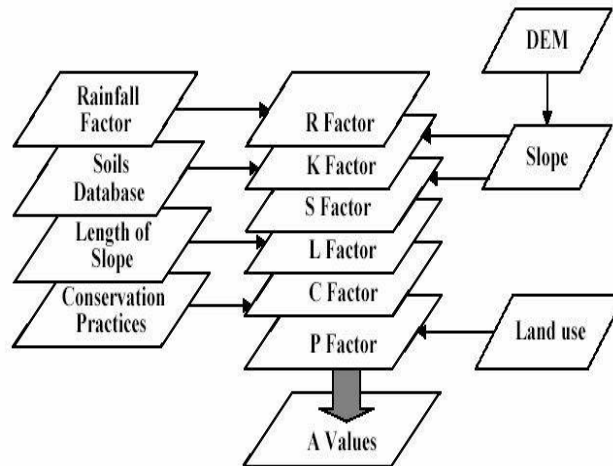 DEM
Rainfall
Factor
R Factor
Soils
Database
K Factor
Slope
S Factor
Length of
Slope
L Factor
Conservation
Practices
C Factor
P Factor
Land use
A Values